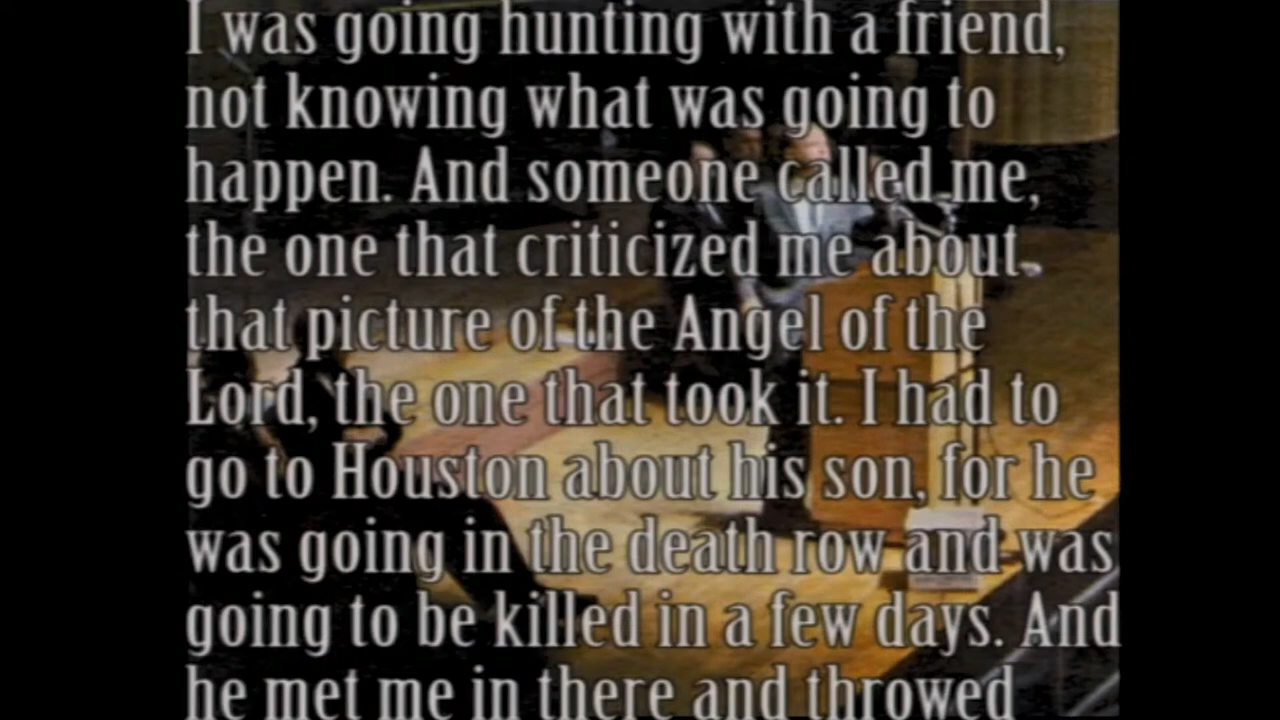 I was going hunting with a friend,
not knowing what was going to
happen. And someone called me,
the one that criticized me about
that picture of the Angel of the
Lord, the one that took it. I had to
go to Houston about his son, for he
was going in the death row and was
going to be killed in a few days. And
he met me in there and throwed